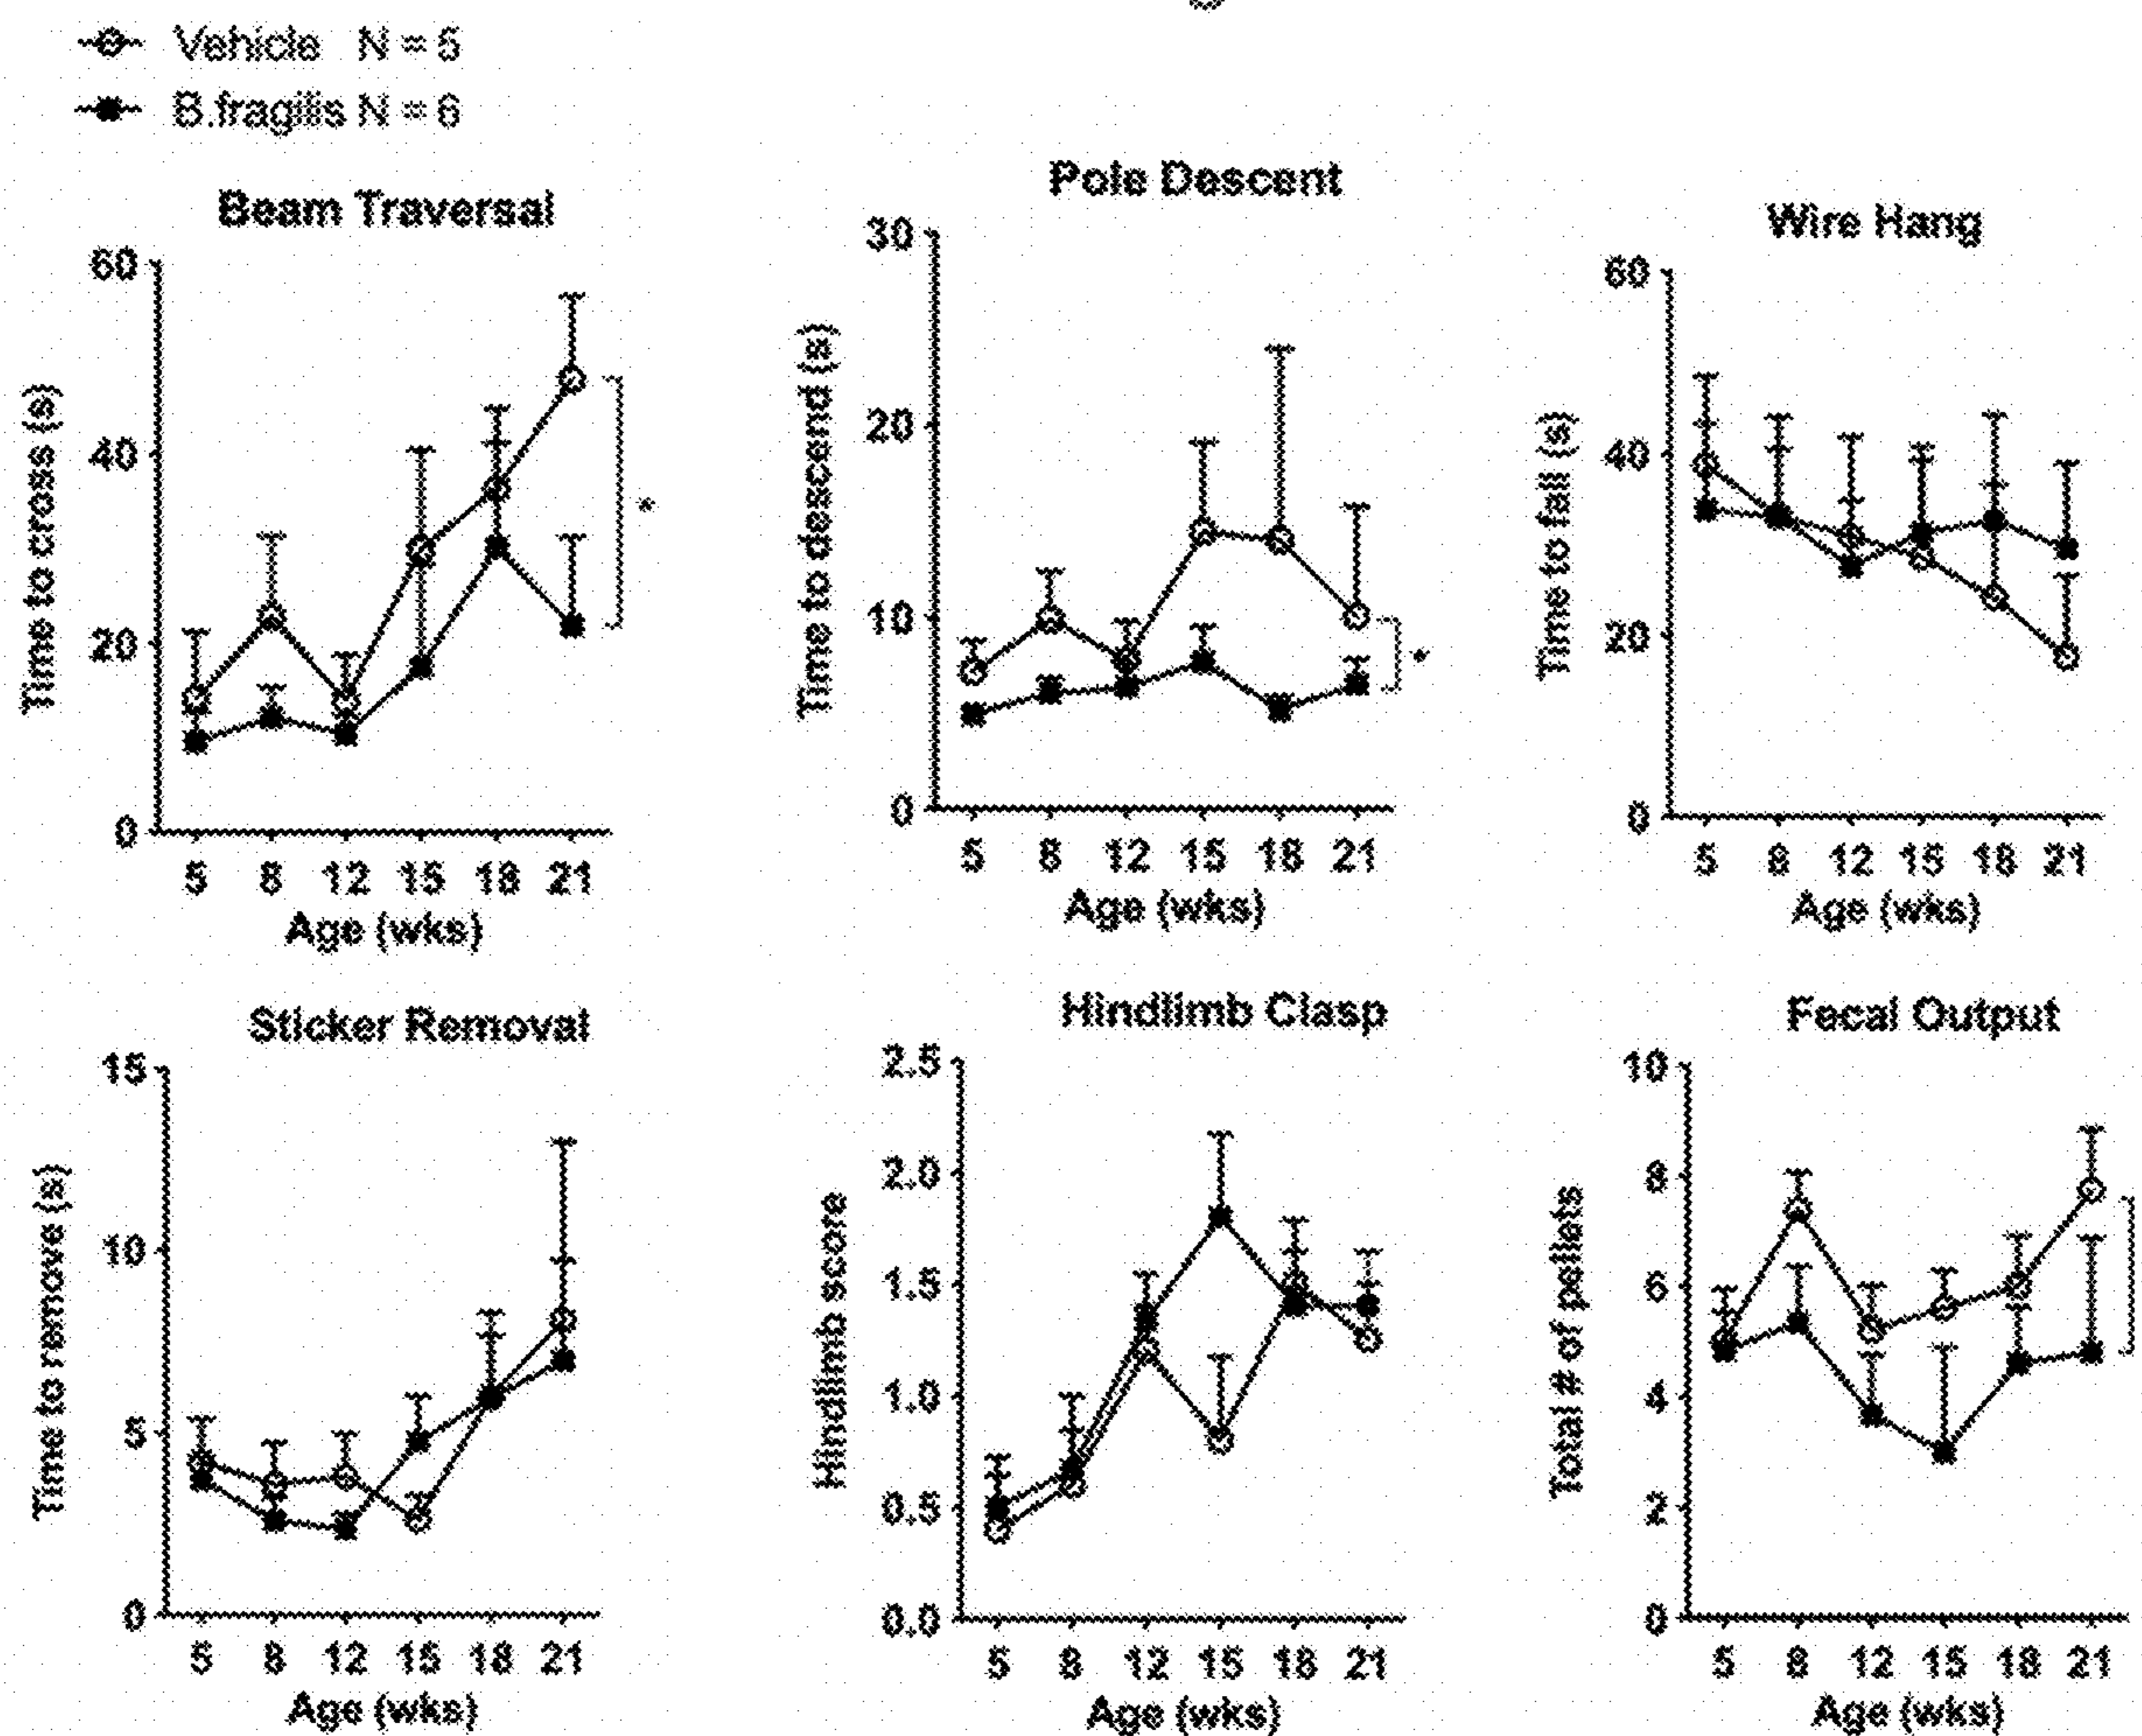 Vehicle N = 5
B.fragilis N = 6
Beam Traversal
60
40
20
0
Time to cross (s)
*
5 8 12 15 18 21
Age (wks)
Pole Descent
30
20
10
0
Time to descend (s)
*
5 8 12 15 18 21
Age (wks)
Wire Hang
60
40
20
0
Time to fall (s)
5 8 12 15 18 21
Age (wks)
Sticker Removal
15
10
5
0
Time to remove (s)
5 8 12 15 18 21
Age (wks)
Hindlimb Clasp
2.5
2.0
1.5
1.0
0.5
0.0
Hindlimb score
5 8 12 15 18 21
Age (wks)
Fecal Output
10
8
6
4
2
0
Total # of pellets
5 8 12 15 18 21
Age (wks)